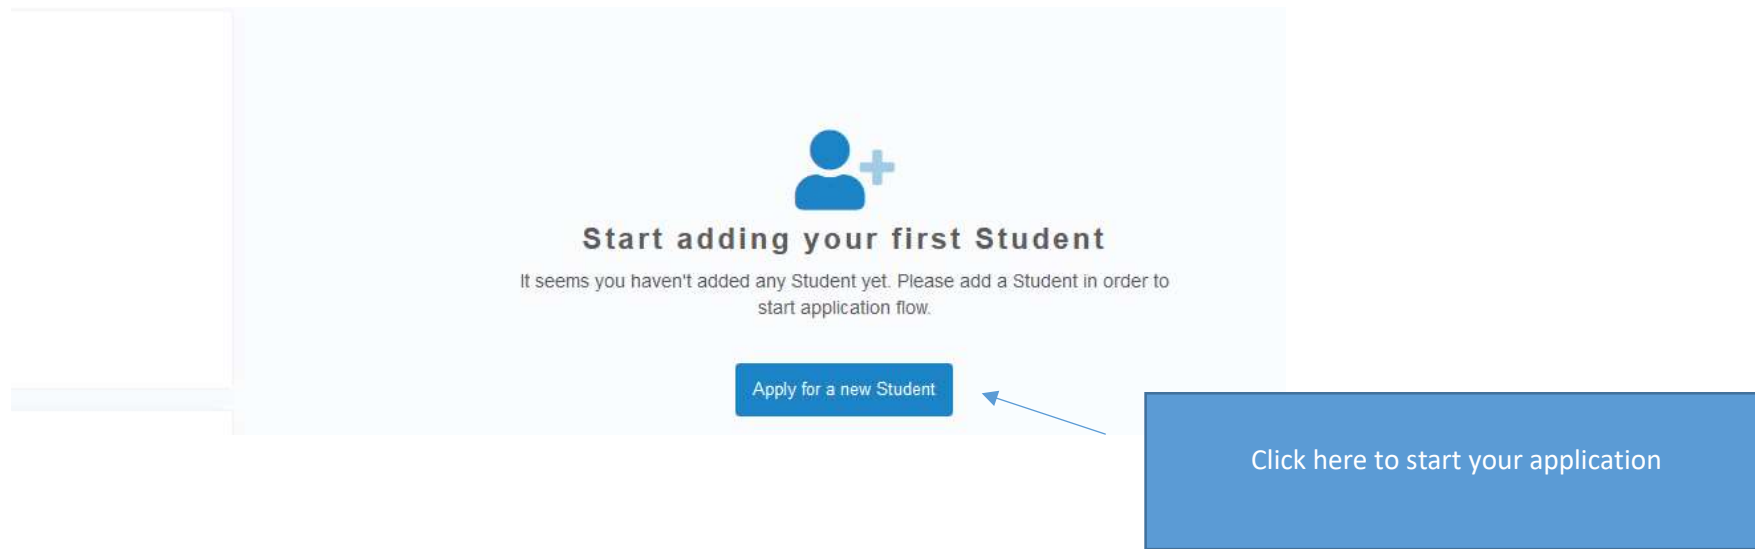 Start adding your first Student
It seems you haven't added any Student yet. Please add a Student in order to
start application flow.
Apply for a new Student
Click here to start your application